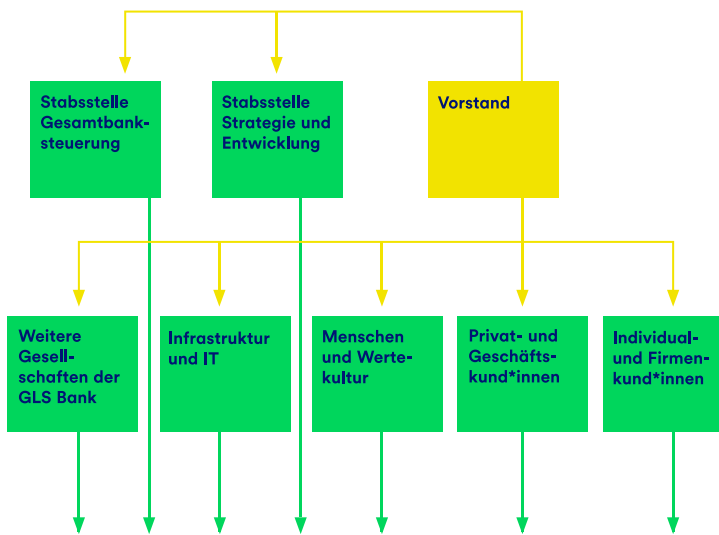 Stabsstelle
Gesamtbank-
steuerung
Stabsstelle
Strategie und
Entwicklung
Vorstand
Weitere
Gesell-
schaften der
GLS Bank
Infrastruktur
und IT
Menschen
und Werte-
kultur
Privat- und
Geschäfts-
kund*innen
Individual-
und Firmen-
kund*innen